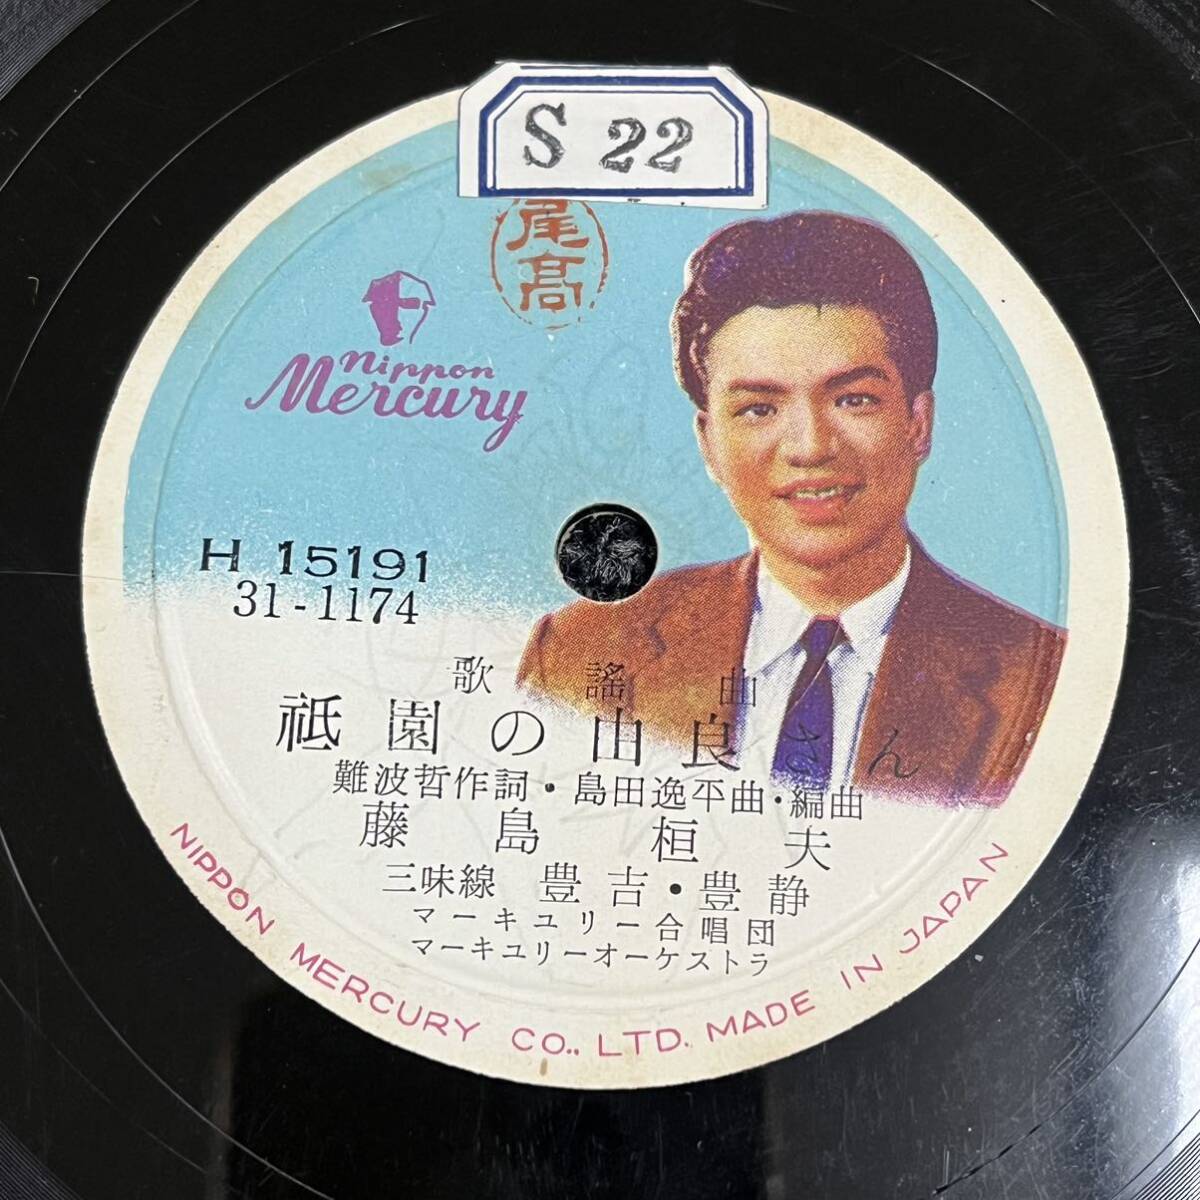 S 22
尾高
nippon
Mercury
H 15191
31-1174
歌謡曲
祇園の由良さん
難波哲作詞・島田逸平曲・編曲
藤島桓夫
三味線 豊吉・豊静
マーキュリー合唱団
マーキュリーオーケストラ
NIPPON MERCURY CO., LTD. MADE IN JAPAN